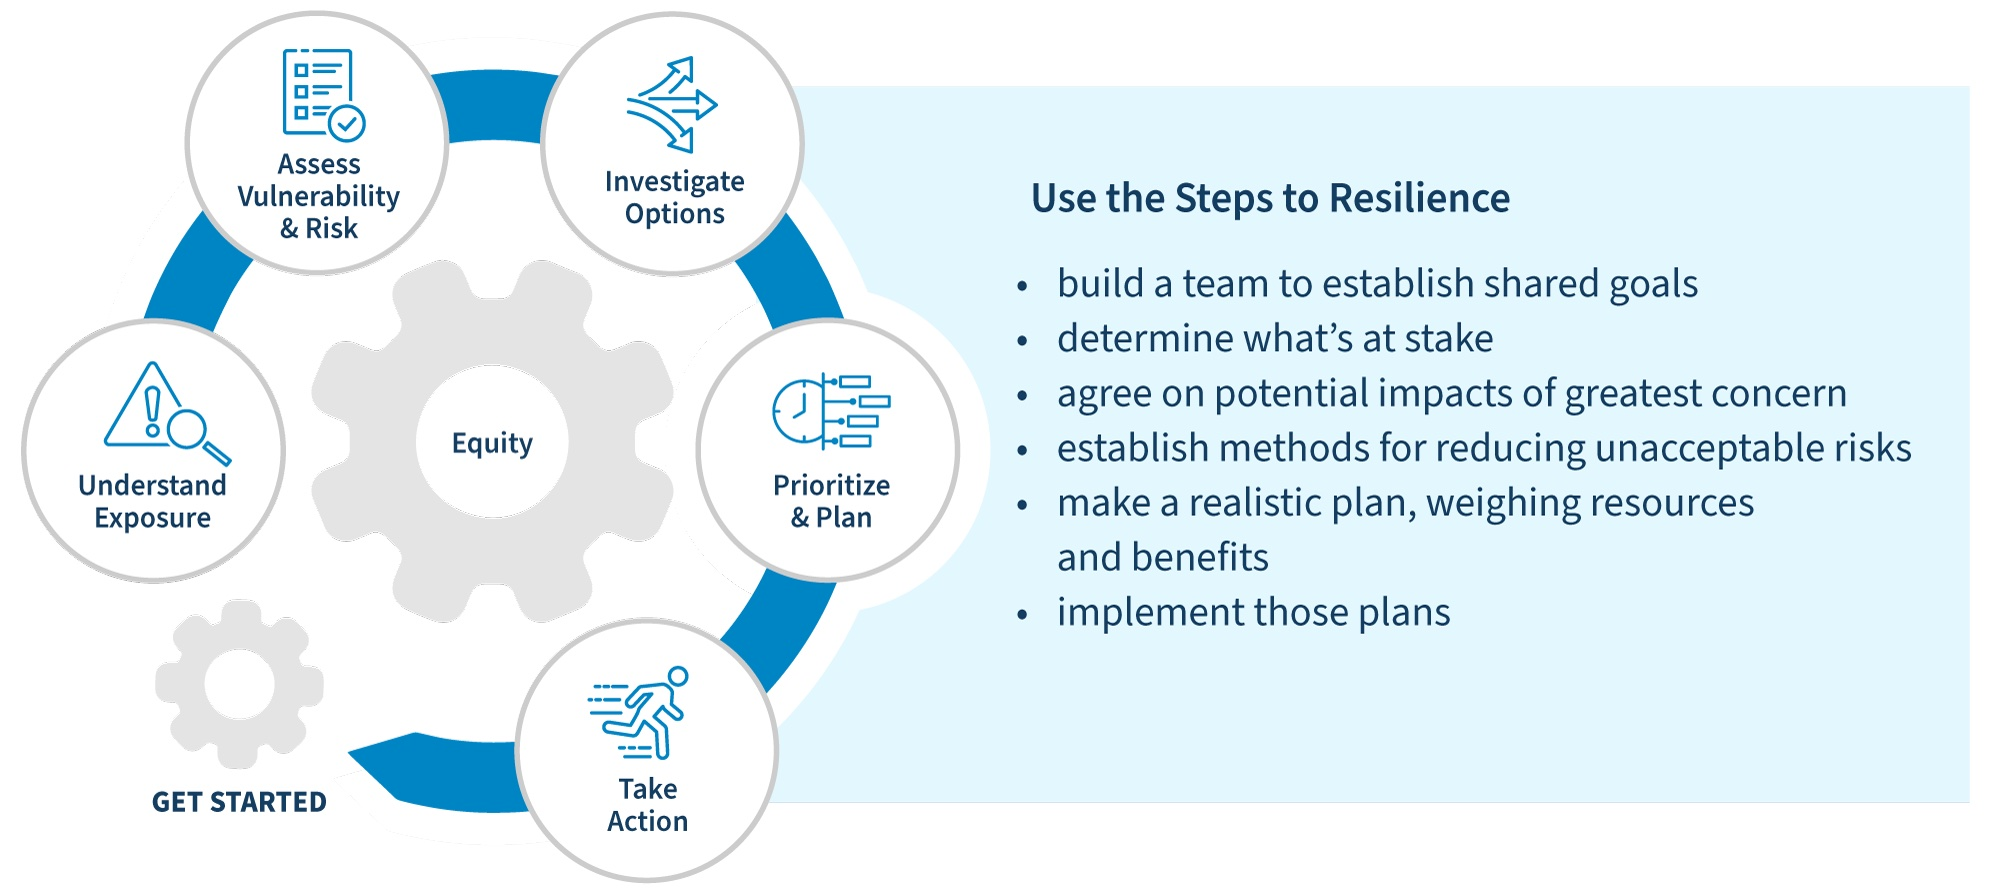 Assess
Vulnerability
& Risk
Investigate
Options
Understand
Exposure
Equity
Prioritize
& Plan
GET STARTED
Take
Action
Use the Steps to Resilience
• build a team to establish shared goals
• determine what’s at stake
• agree on potential impacts of greatest concern
• establish methods for reducing unacceptable risks
• make a realistic plan, weighing resources
and benefits
• implement those plans